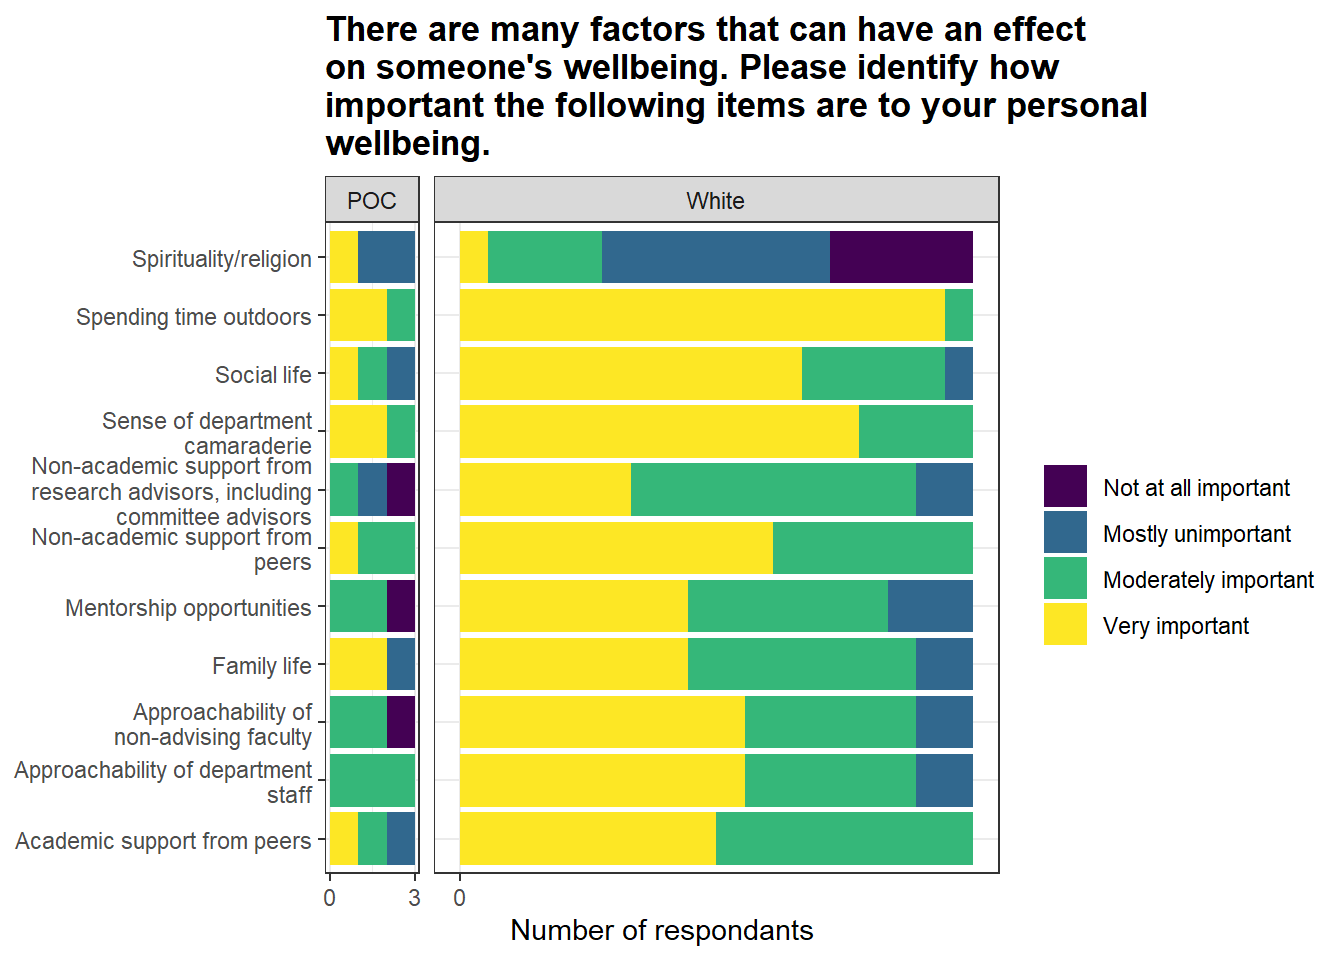 There are many factors that can have an effect
on someone's wellbeing. Please identify how
important the following items are to your personal
wellbeing.
POC
White
Spirituality/religion
Spending time outdoors
Social life
Sense of department
camaraderie
Non-academic support from
research advisors, including
committee advisors
Non-academic support from
peers
Mentorship opportunities
Family life
Approachability of
non-advising faculty
Approachability of department
staff
Academic support from peers
0
3
0
Number of respondants
Not at all important
Mostly unimportant
Moderately important
Very important